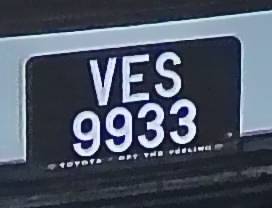 VES
9933
TOYOTA - GET THE FEELING